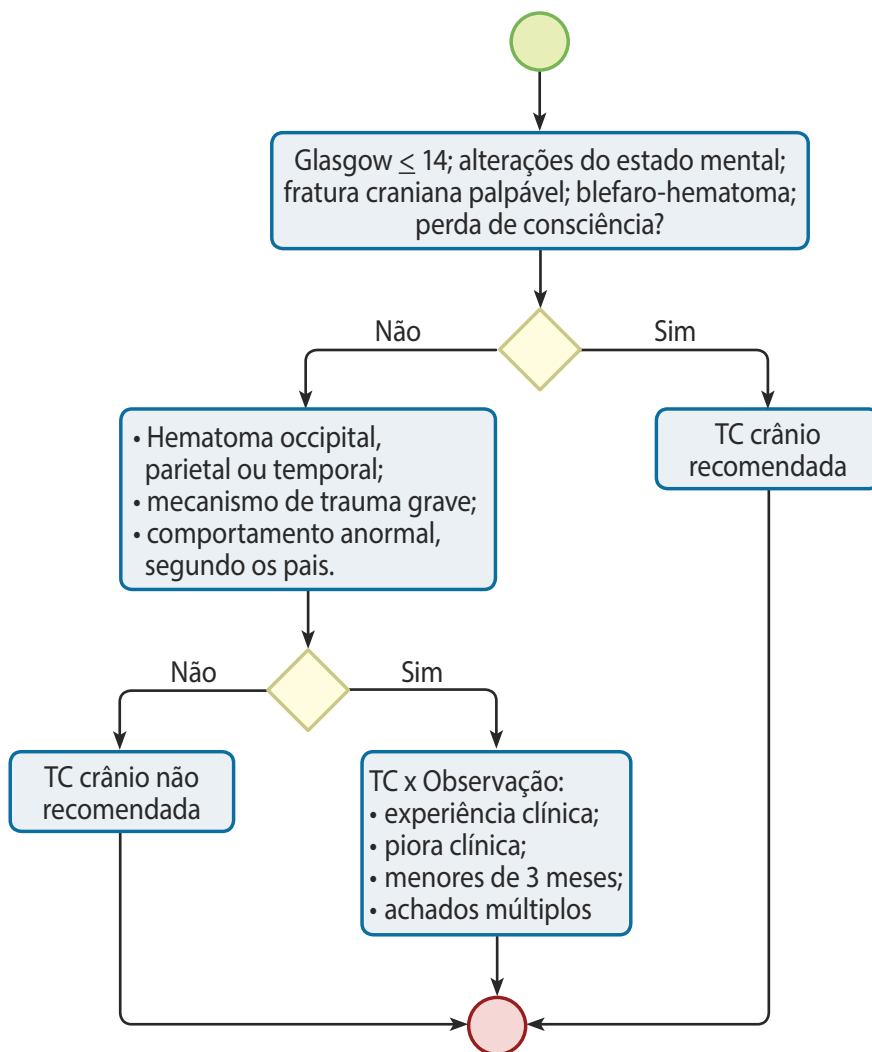 Glasgow ≤ 14; alterações do estado mental;
fratura craniana palpável; blefaro-hematoma;
perda de consciência?
Não
Sim
• Hematoma occipital,
parietal ou temporal;
• mecanismo de trauma grave;
• comportamento anormal,
segundo os pais.
TC crânio
recomendada
Não
Sim
TC crânio não
recomendada
TC x Observação:
• experiência clínica;
• piora clínica;
• menores de 3 meses;
• achados múltiplos